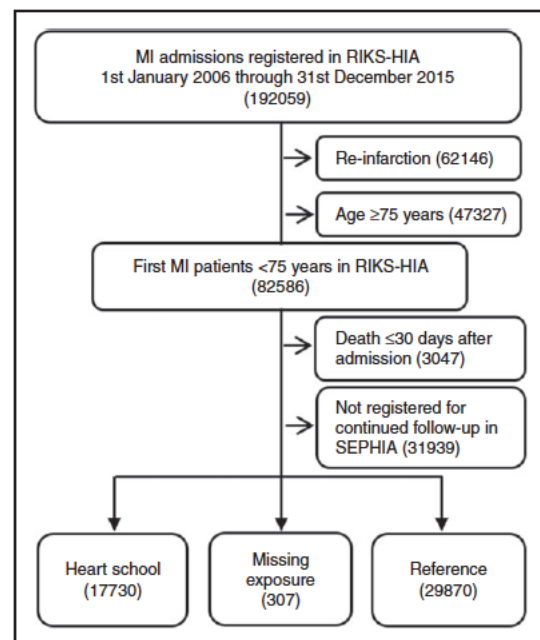 MI admissions registered in RIKS-HIA
1st January 2006 through 31st December 2015
(192059)
Re-infarction (62146)
Age ≥75 years (47327)
First MI patients <75 years in RIKS-HIA
(82586)
Death ≤30 days after
admission (3047)
Not registered for
continued follow-up in
SEPHIA (31939)
Heart school
(17730)
Missing
exposure
(307)
Reference
(29870)